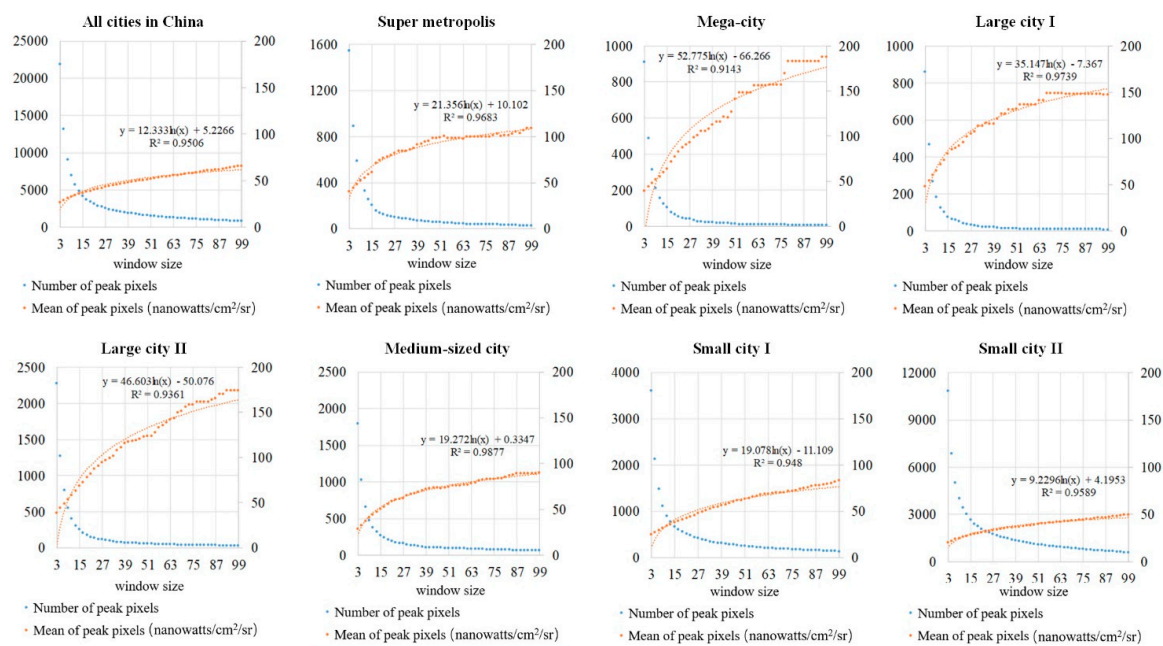 All cities in China
25000
20000
15000
10000
5000
0
200
150
100
50
0
y = 12.333ln(x) + 5.2266
R² = 0.9506
3 15 27 39 51 63 75 87 99
window size
Number of peak pixels
Mean of peak pixels (nanowatts/cm²/sr)
Super metropolis
1600
1200
800
400
0
200
150
100
50
0
y = 21.356ln(x) + 10.102
R² = 0.9683
3 15 27 39 51 63 75 87 99
window size
Number of peak pixels
Mean of peak pixels (nanowatts/cm²/sr)
Mega-city
1000
800
600
400
200
0
200
150
100
50
0
y = 52.775ln(x) - 66.266
R² = 0.9143
3 15 27 39 51 63 75 87 99
window size
Number of peak pixels
Mean of peak pixels (nanowatts/cm²/sr)
Large city I
1000
800
600
400
200
0
200
150
100
50
0
y = 35.147ln(x) - 7.367
R² = 0.9739
3 15 27 39 51 63 75 87 99
window size
Number of peak pixels
Mean of peak pixels (nanowatts/cm²/sr)
Large city II
2500
2000
1500
1000
500
0
200
150
100
50
0
y = 46.603ln(x) - 50.076
R² = 0.9361
3 15 27 39 51 63 75 87 99
window size
Number of peak pixels
Mean of peak pixels (nanowatts/cm²/sr)
Medium-sized city
2500
2000
1500
1000
500
0
200
150
100
50
0
y = 19.272ln(x) + 0.3347
R² = 0.9877
3 15 27 39 51 63 75 87 99
window size
Number of peak pixels
Mean of peak pixels (nanowatts/cm²/sr)
Small city I
4000
3000
2000
1000
0
200
150
100
50
0
y = 19.078ln(x) - 11.109
R² = 0.948
3 15 27 39 51 63 75 87 99
window size
Number of peak pixels
Mean of peak pixels (nanowatts/cm²/sr)
Small city II
12000
9000
6000
3000
0
200
150
100
50
0
y = 9.2296ln(x) + 4.1953
R² = 0.9589
3 15 27 39 51 63 75 87 99
window size
Number of peak pixels
Mean of peak pixels (nanowatts/cm²/sr)